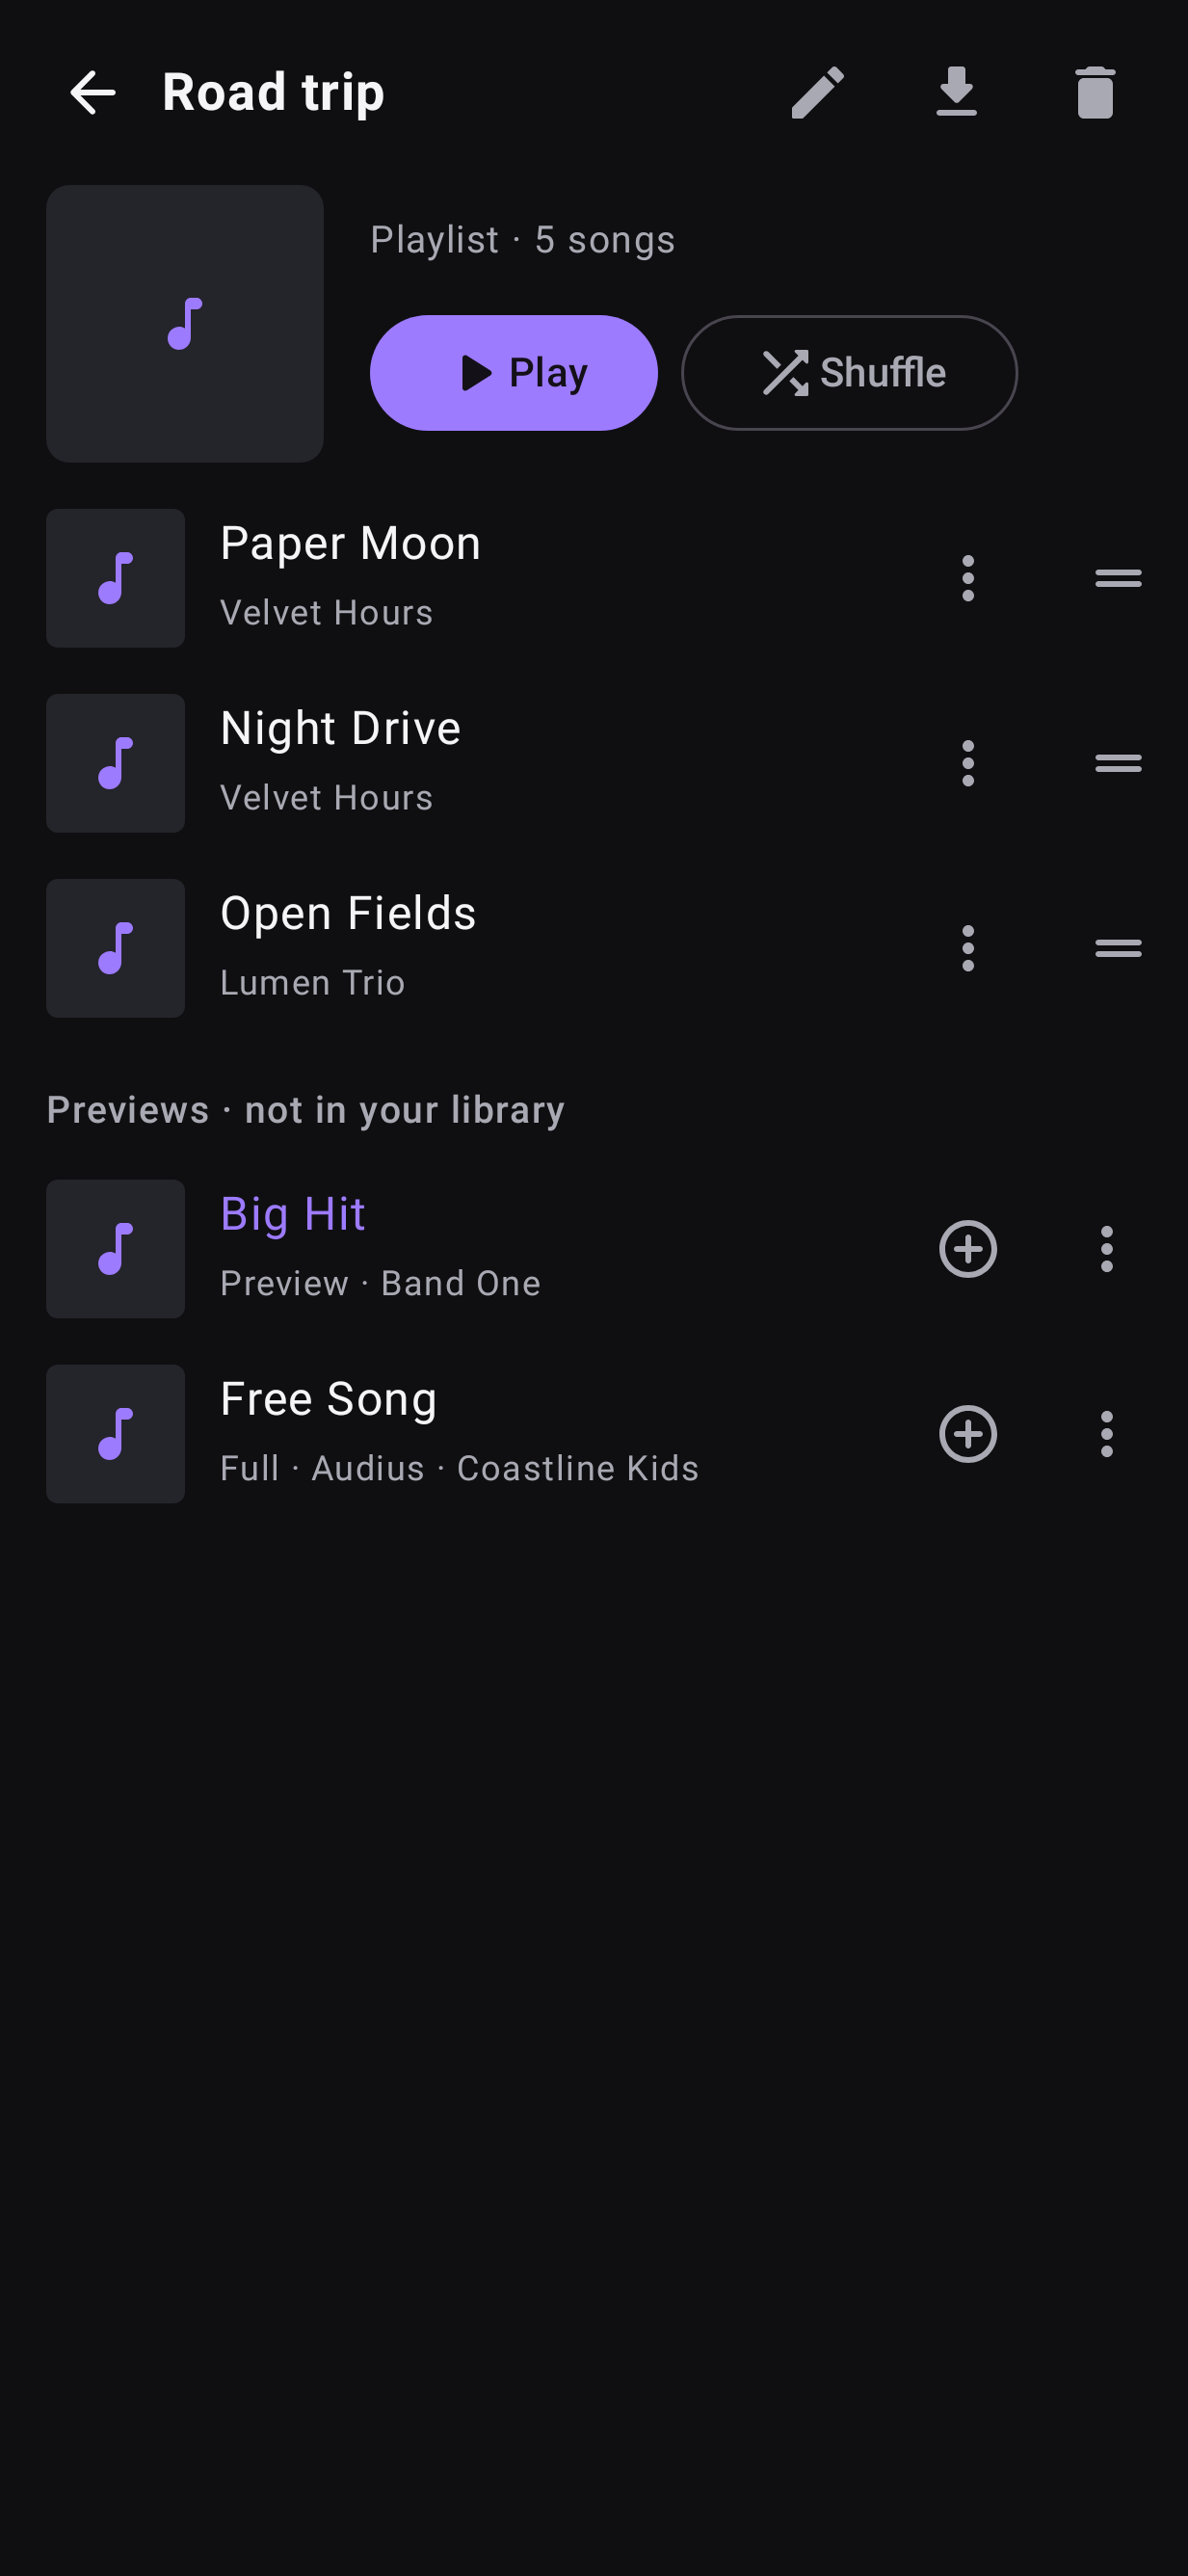 Road trip
Playlist · 5 songs
Play
Shuffle
Paper Moon
Velvet Hours
Night Drive
Velvet Hours
Open Fields
Lumen Trio
Previews · not in your library
Big Hit
Preview · Band One
Free Song
Full · Audius · Coastline Kids